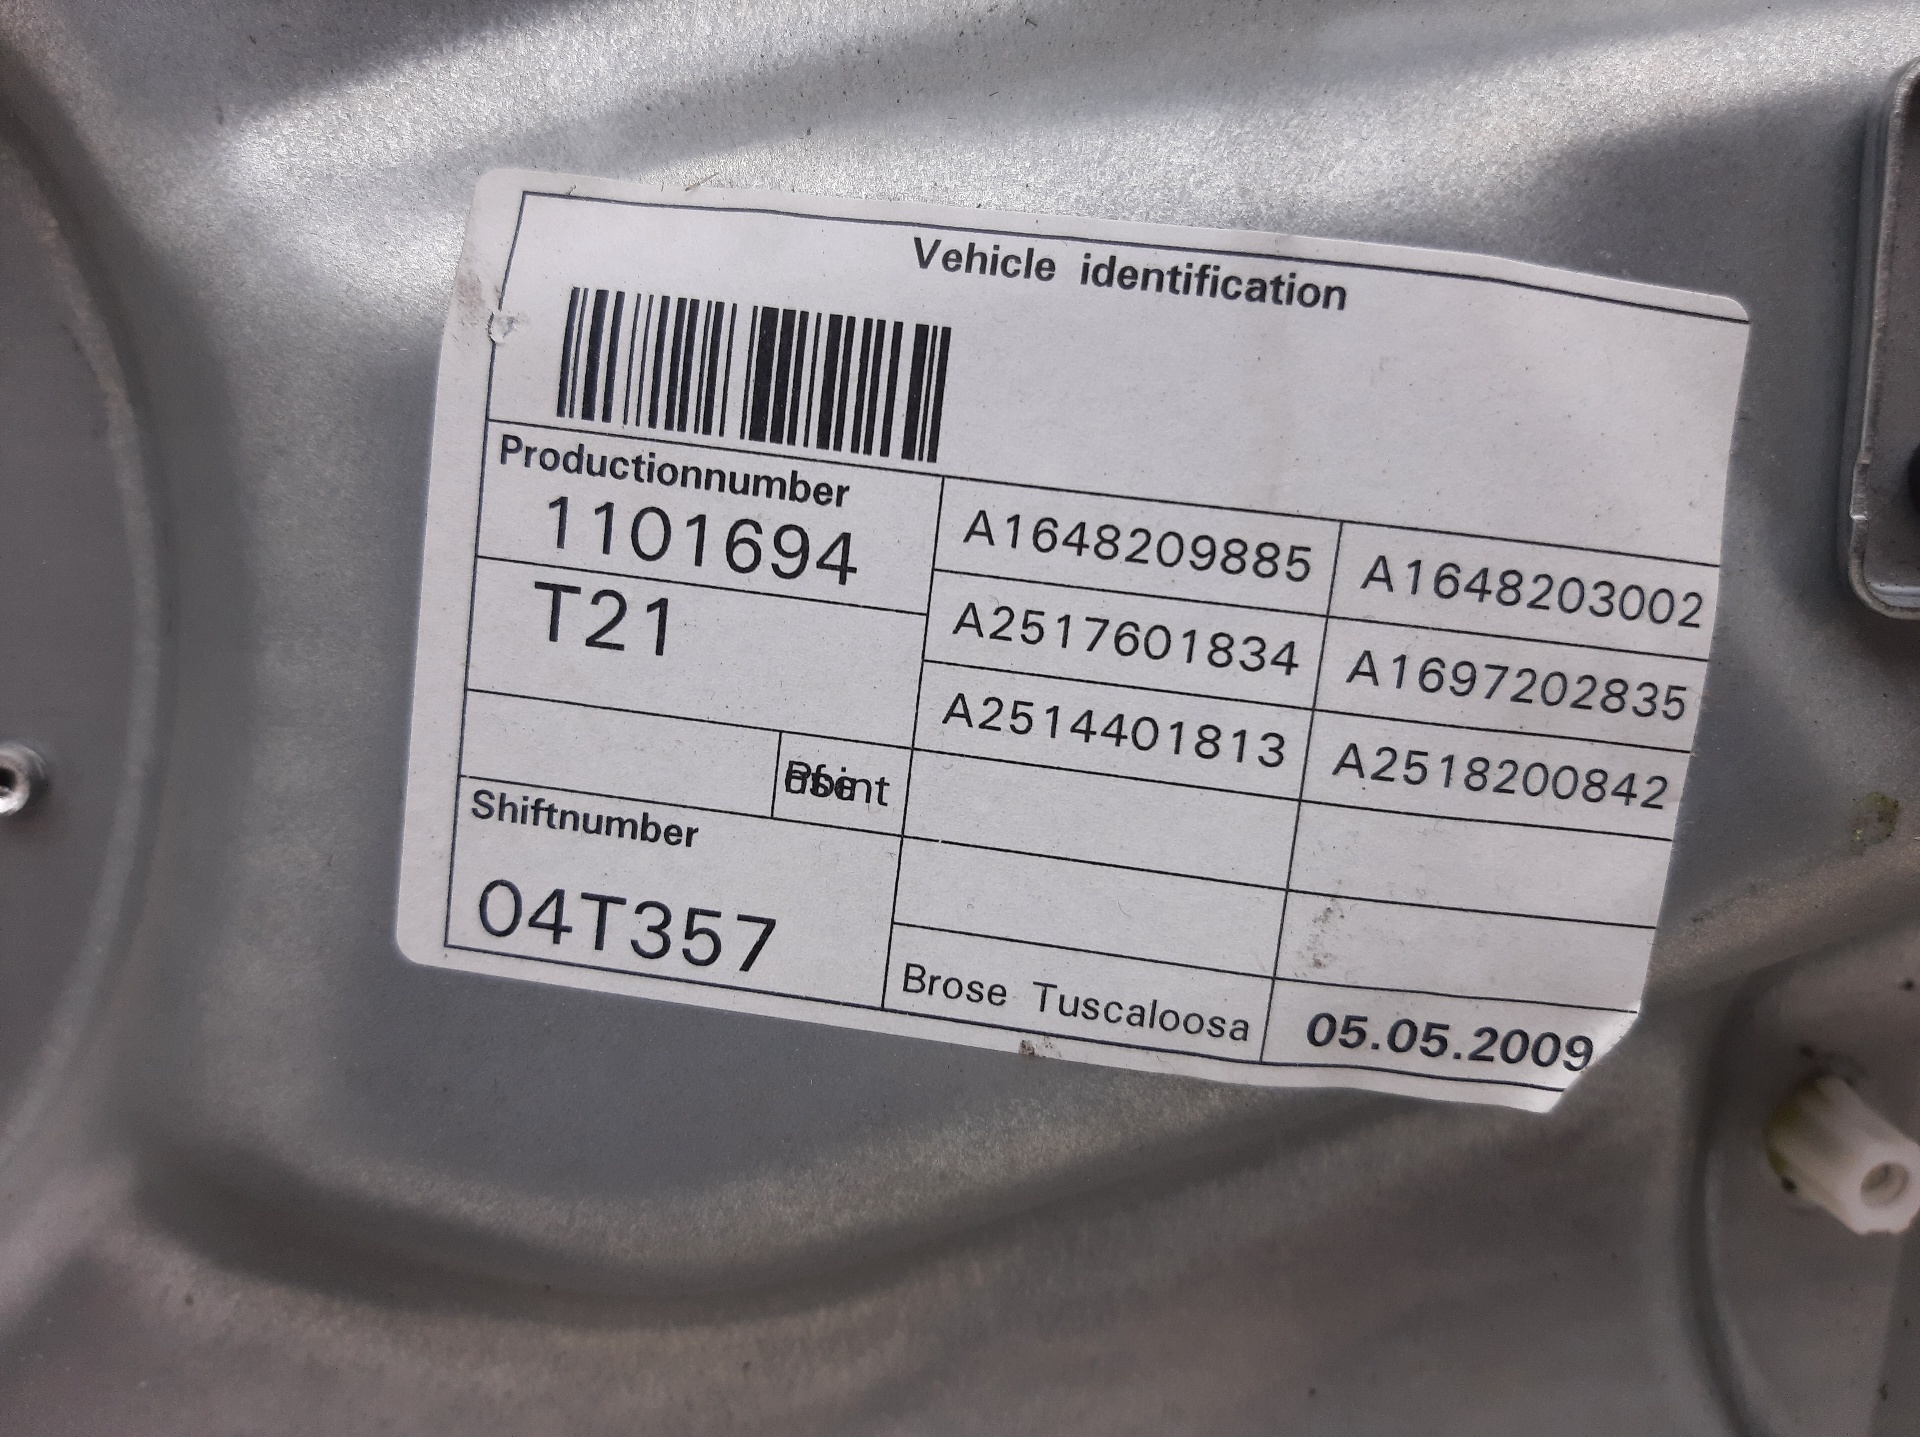 Vehicle identification
Productionnumber
1101694
T21
Shiftnumber
04T357
A1648209885 A1648203002
A2517601834 A1697202835
A2514401813 A2518200842
Brose Tuscaloosa 05.05.2009